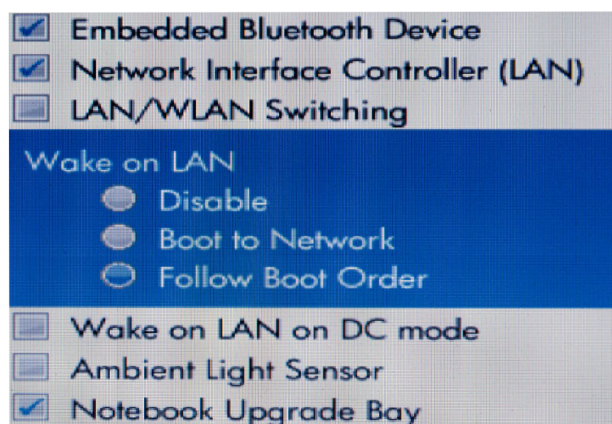 Embedded Bluetooth Device
Network Interface Controller (LAN)
LAN/WLAN Switching
Wake on LAN
Disable
Boot to Network
Follow Boot Order
Wake on LAN on DC mode
Ambient Light Sensor
Notebook Upgrade Bay